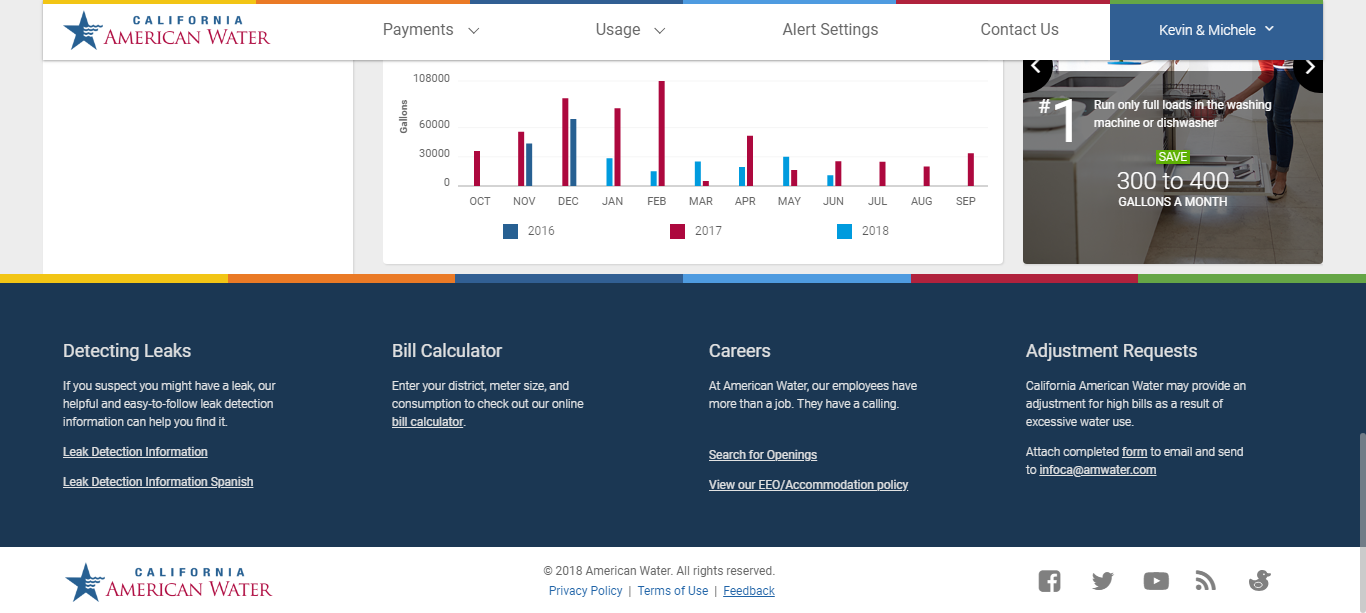 CALIFORNIA
AMERICAN WATER
Payments
Usage
Alert Settings
Contact Us
Kevin & Michele
108000
60000
30000
0
Gallons
OCT NOV DEC JAN FEB MAR APR MAY JUN JUL AUG SEP
2016
2017
2018
#1
Run only full loads in the washing
machine or dishwasher
SAVE
300 to 400
GALLONS A MONTH
Detecting Leaks
If you suspect you might have a leak, our
helpful and easy-to-follow leak detection
information can help you find it.
Leak Detection Information
Leak Detection Information Spanish
Bill Calculator
Enter your district, meter size, and
consumption to check out our online
bill calculator.
Careers
At American Water, our employees have
more than a job. They have a calling.
Search for Openings
View our EEO/Accommodation policy
Adjustment Requests
California American Water may provide an
adjustment for high bills as a result of
excessive water use.
Attach completed form to email and send
to infoca@amwater.com
CALIFORNIA
AMERICAN WATER
© 2018 American Water. All rights reserved.
Privacy Policy | Terms of Use | Feedback